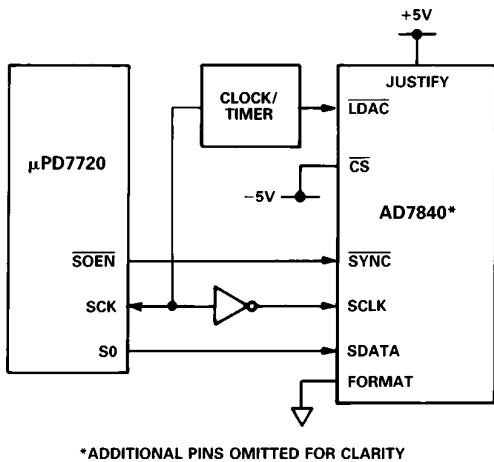 +5V
JUSTIFY
CLOCK/
TIMER
LDAC
µPD7720
CS
−5V
AD7840*
SOEN
SYNC
SCK
SCLK
S0
SDATA
FORMAT
*ADDITIONAL PINS OMITTED FOR CLARITY